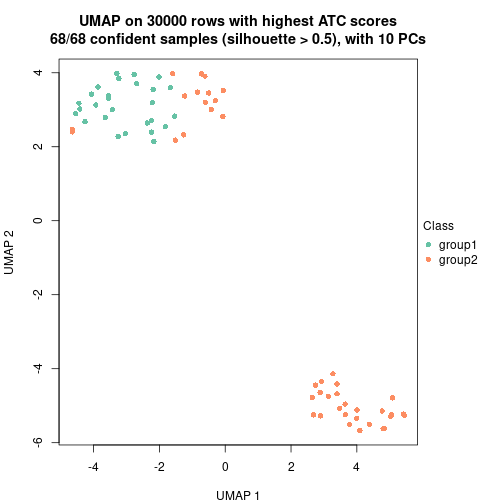 UMAP on 30000 rows with highest ATC scores
68/68 confident samples (silhouette > 0.5), with 10 PCs
4
2
0
-2
-4
-6
UMAP 2
-4
-2
0
2
4
UMAP 1
Class
group1
group2